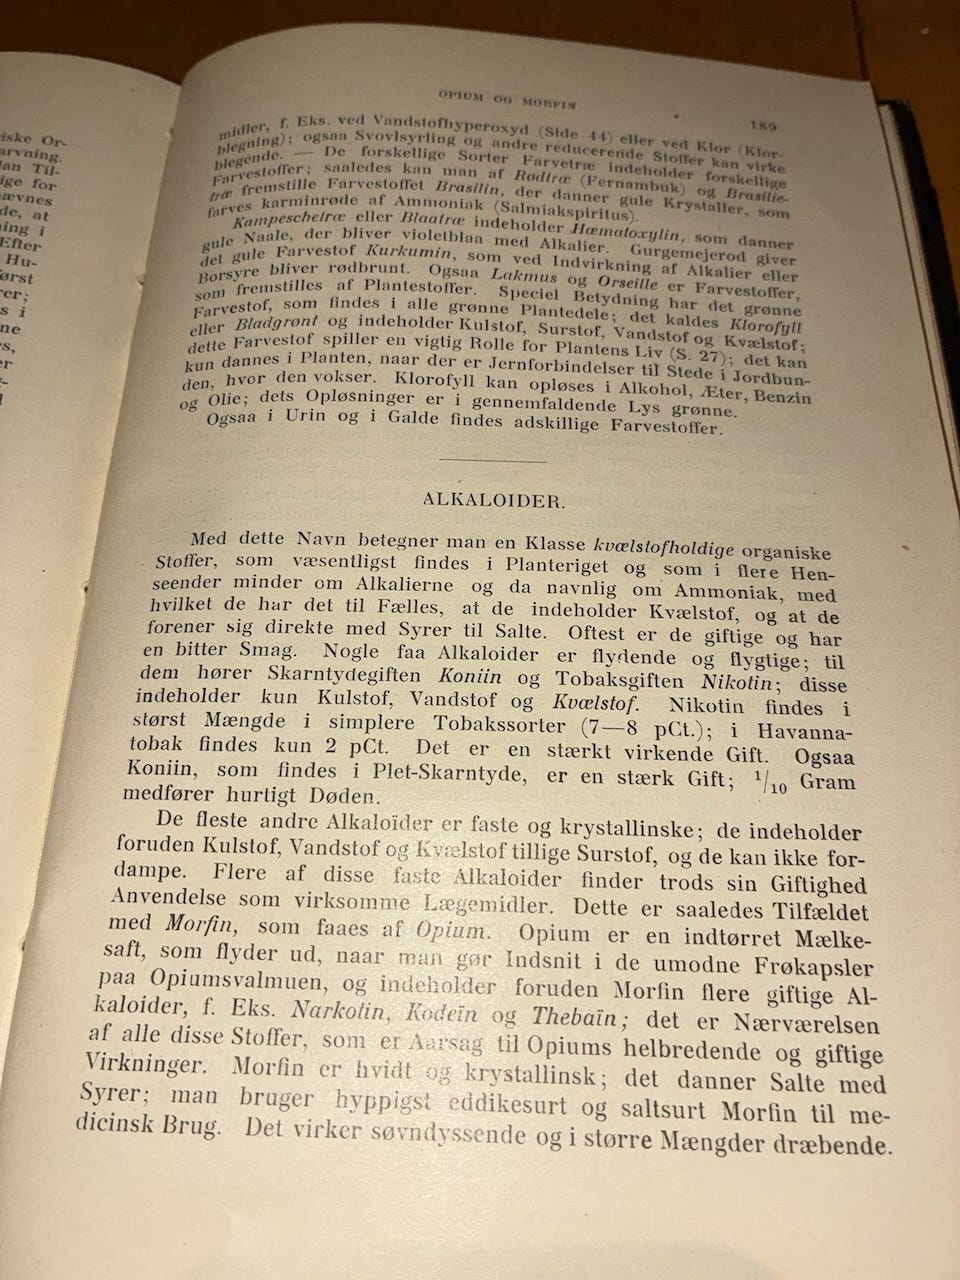 iske Or-
arvning.
an Til-
ige for
ævnes
de, at
ing i
Efter
Hu-
ørst
er;
s i
ne
s,
er
OPIUM OG MORFIN
189
midler, f. Eks. ved Vandstofhyperoxyd (Side 44) eller ved Klor (Klor-
blegning); ogsaa Svovlsyrling og andre reducerende Stoffer kan virke
blegende. — De forskellige Sorter Farvetræ indeholder forskellige
Farvestoffer; saaledes kan man af Rødtræ (Fernambuk) og Brasilie-
træ fremstille Farvestoffet Brasilin, der danner gule Krystaller, som
farves karminrøde af Ammoniak (Salmiakspiritus).
Kampeschetræ eller Blaatræ indeholder Hæmatoxylin, som danner
gule Naale, der bliver violetblaa med Alkalier. Gurgemejerod giver
det gule Farvestof Kurkumin, som ved Indvirkning af Alkalier eller
Borsyre bliver rødbrunt. Ogsaa Lakmus og Orseille er Farvestoffer,
som fremstilles af Plantestoffer. Speciel Betydning har det grønne
Farvestof, som findes i alle grønne Plantedele; det kaldes Klorofyll
eller Bladgrønt og indeholder Kulstof, Surstof, Vandstof og Kvælstof;
dette Farvestof spiller en vigtig Rolle for Plantens Liv (S. 27); det kan
kun dannes i Planten, naar der er Jernforbindelser til Stede i Jordbun-
den, hvor den vokser. Klorofyll kan opløses i Alkohol, Æter, Benzin
og Olie; dets Opløsninger er i gennemfaldende Lys grønne.
Ogsaa i Urin og i Galde findes adskillige Farvestoffer.
ALKALOIDER.
Med dette Navn betegner man en Klasse kvælstofholdige organiske
Stoffer, som væsentligst findes i Planteriget og som i flere Hen-
seender minder om Alkalierne og da navnlig om Ammoniak, med
hvilket de har det til Fælles, at de indeholder Kvælstof, og at de
forener sig direkte med Syrer til Salte. Oftest er de giftige og har
en bitter Smag. Nogle faa Alkaloider er flydende og flygtige; til
dem hører Skarntydegiften Koniin og Tobaksgiften Nikotin; disse
indeholder kun Kulstof, Vandstof og Kvælstof. Nikotin findes i
størst Mængde i simplere Tobakssorter (7—8 pCt.); i Havanna-
tobak findes kun 2 pCt. Det er en stærkt virkende Gift. Ogsaa
Koniin, som findes i Plet-Skarntyde, er en stærk Gift; 1/10 Gram
medfører hurtigt Døden.
De fleste andre Alkaloïder er faste og krystallinske; de indeholder
foruden Kulstof, Vandstof og Kvælstof tillige Surstof, og de kan ikke for-
dampe. Flere af disse faste Alkaloider finder trods sin Giftighed
Anvendelse som virksomme Lægemidler. Dette er saaledes Tilfældet
med Morfin, som faaes af Opium. Opium er en indtørret Mælke-
saft, som flyder ud, naar man gør Indsnit i de umodne Frøkapsler
paa Opiumsvalmuen, og indeholder foruden Morfin flere giftige Al-
kaloider, f. Eks. Narkotin, Kodeïn og Thebaïn; det er Nærværelsen
af alle disse Stoffer, som er Aarsag til Opiums helbredende og giftige
Virkninger. Morfin er hvidt og krystallinsk; det danner Salte med
Syrer; man bruger hyppigst eddikesurt og saltsurt Morfin til me-
dicinsk Brug. Det virker søvndyssende og i større Mængder dræbende.